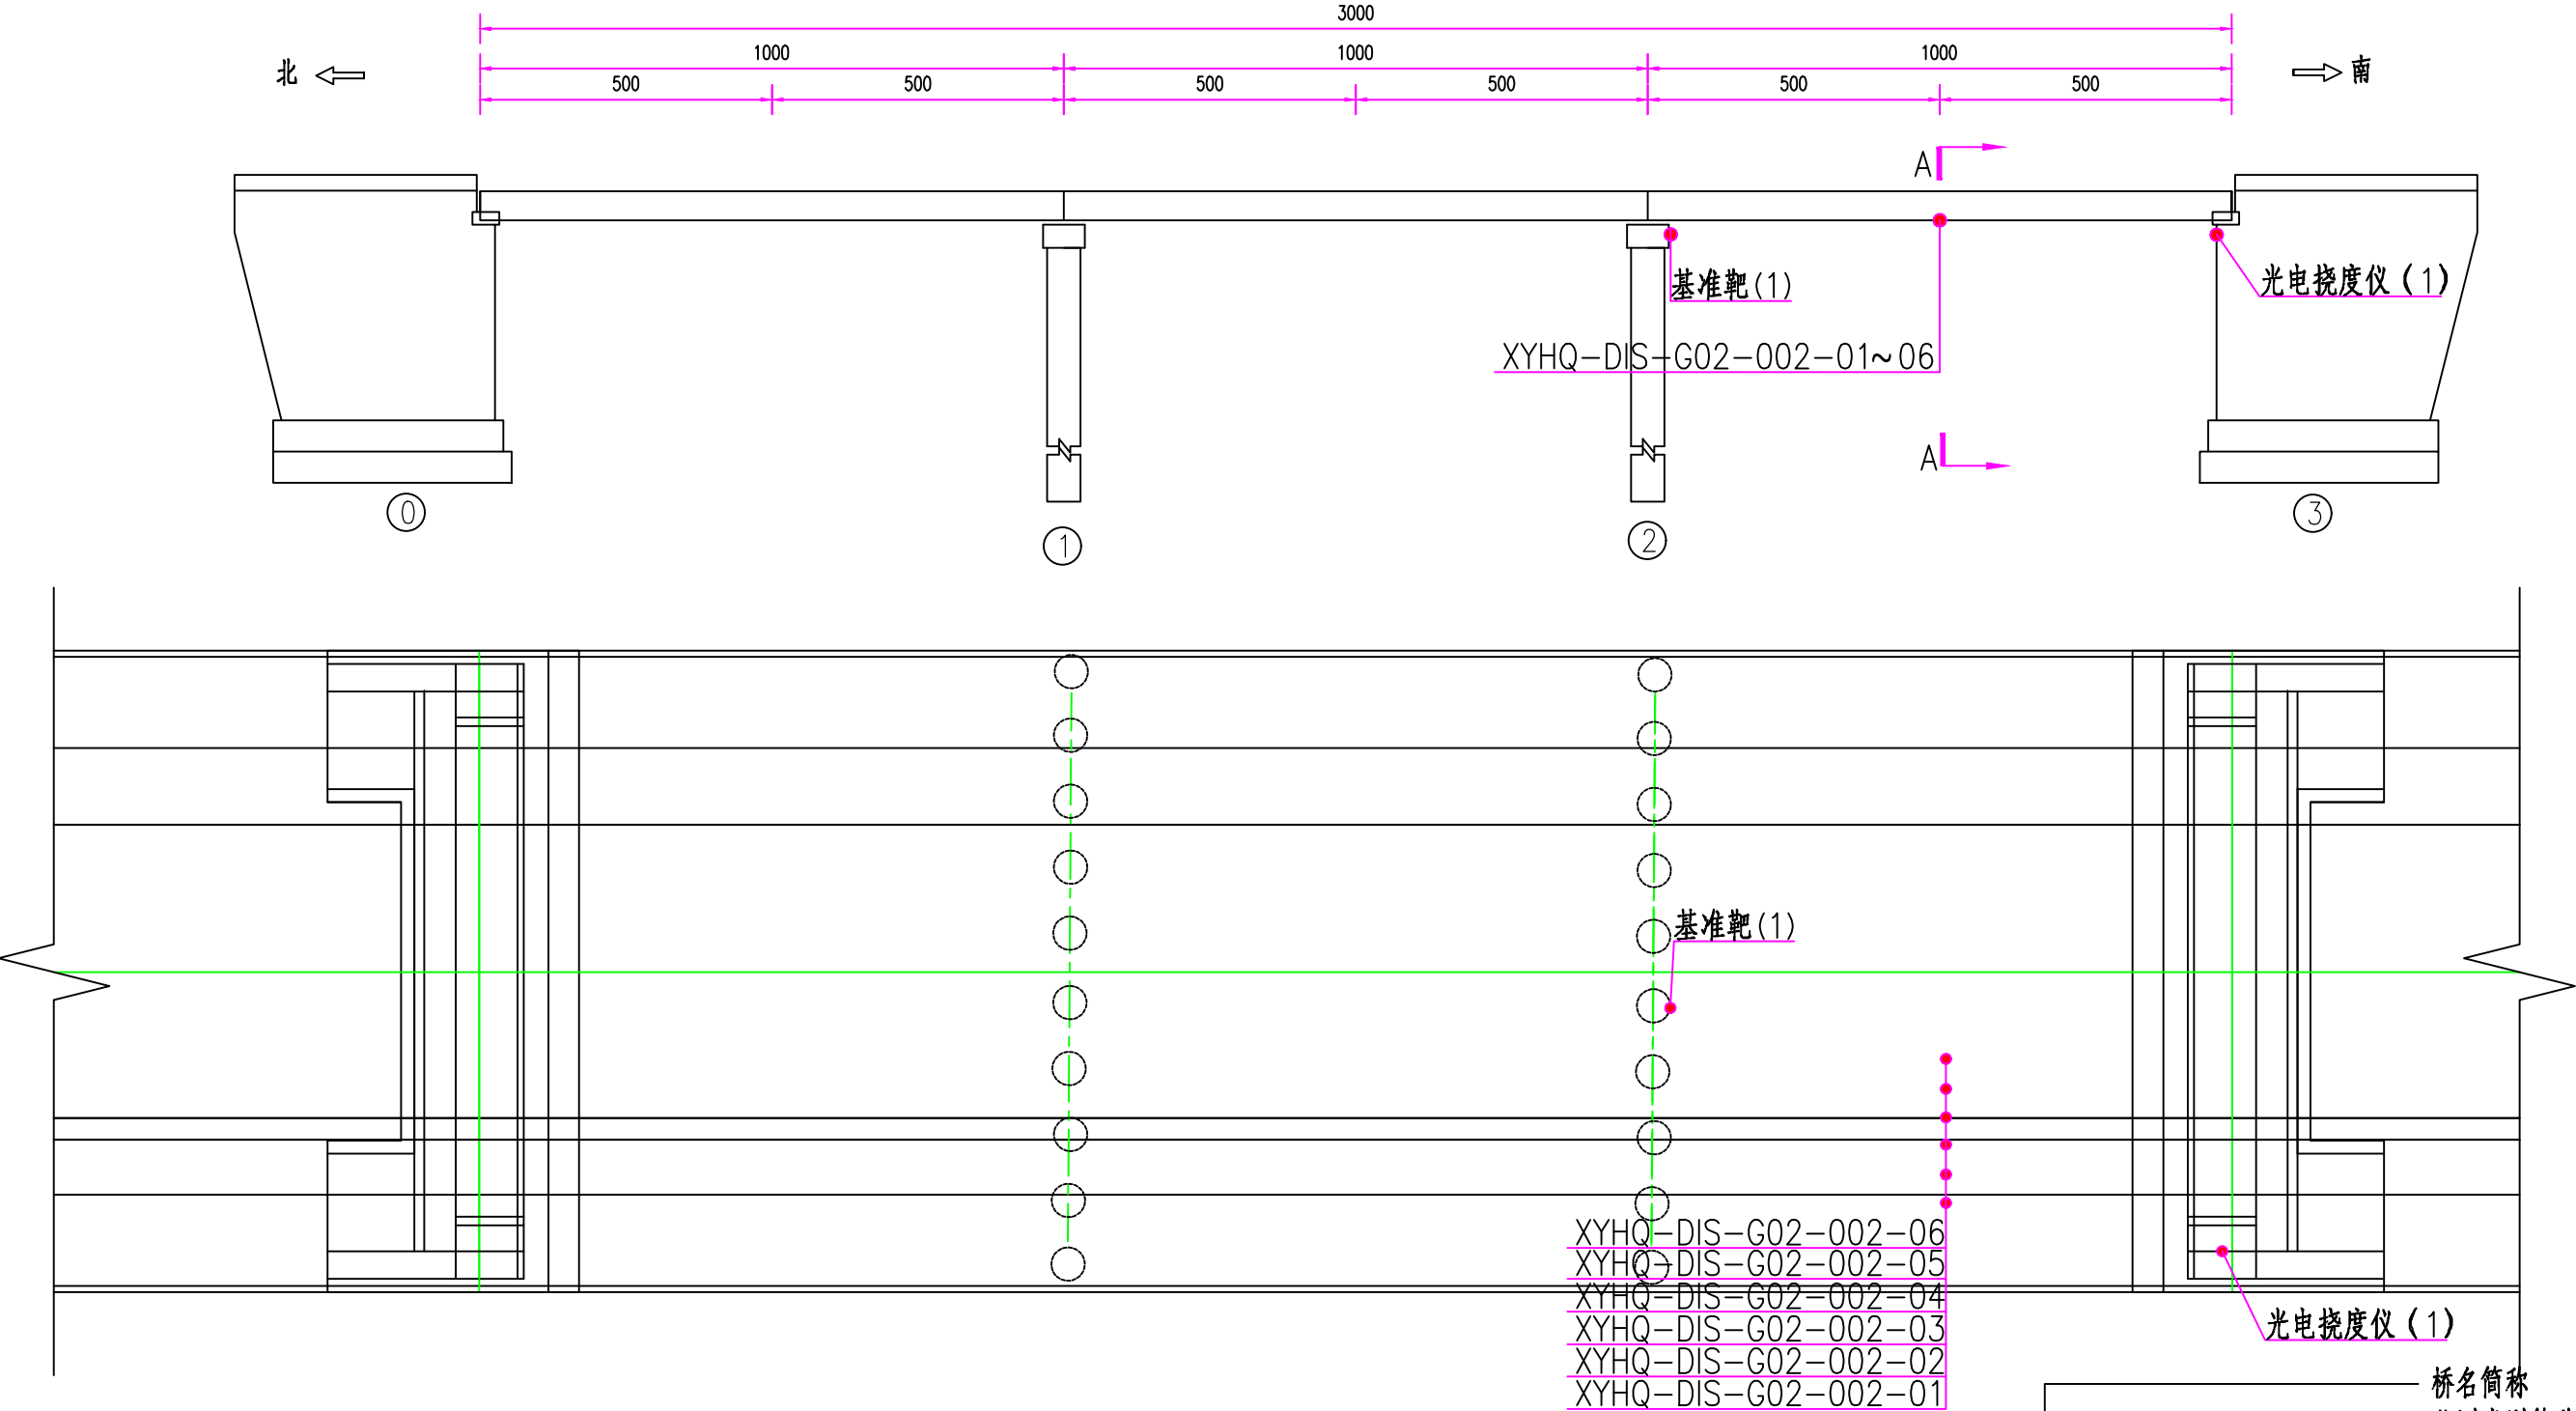 3000
1000 1000 1000
北 南
500 500 500 500 500 500
A
基准靶(1)
光电挠度仪(1)
XYHQ-DIS-G02-002-01~06
A
0 1 2 3
基准靶(1)
XYHQ-DIS-G02-002-06
XYHQ-DIS-G02-002-05
XYHQ-DIS-G02-002-04
XYHQ-DIS-G02-002-03
XYHQ-DIS-G02-002-02
XYHQ-DIS-G02-002-01
光电挠度仪(1)
桥名简称